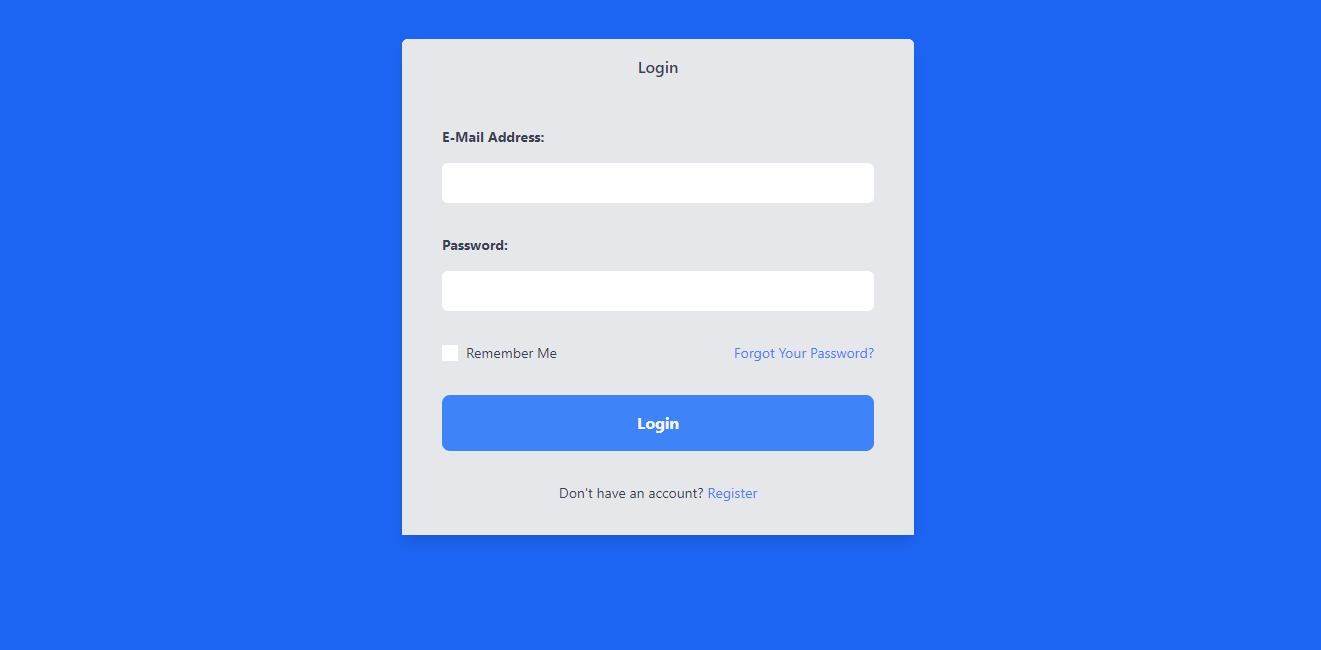 Login
E-Mail Address:
Password:
Remember Me
Forgot Your Password?
Login
Don't have an account? Register